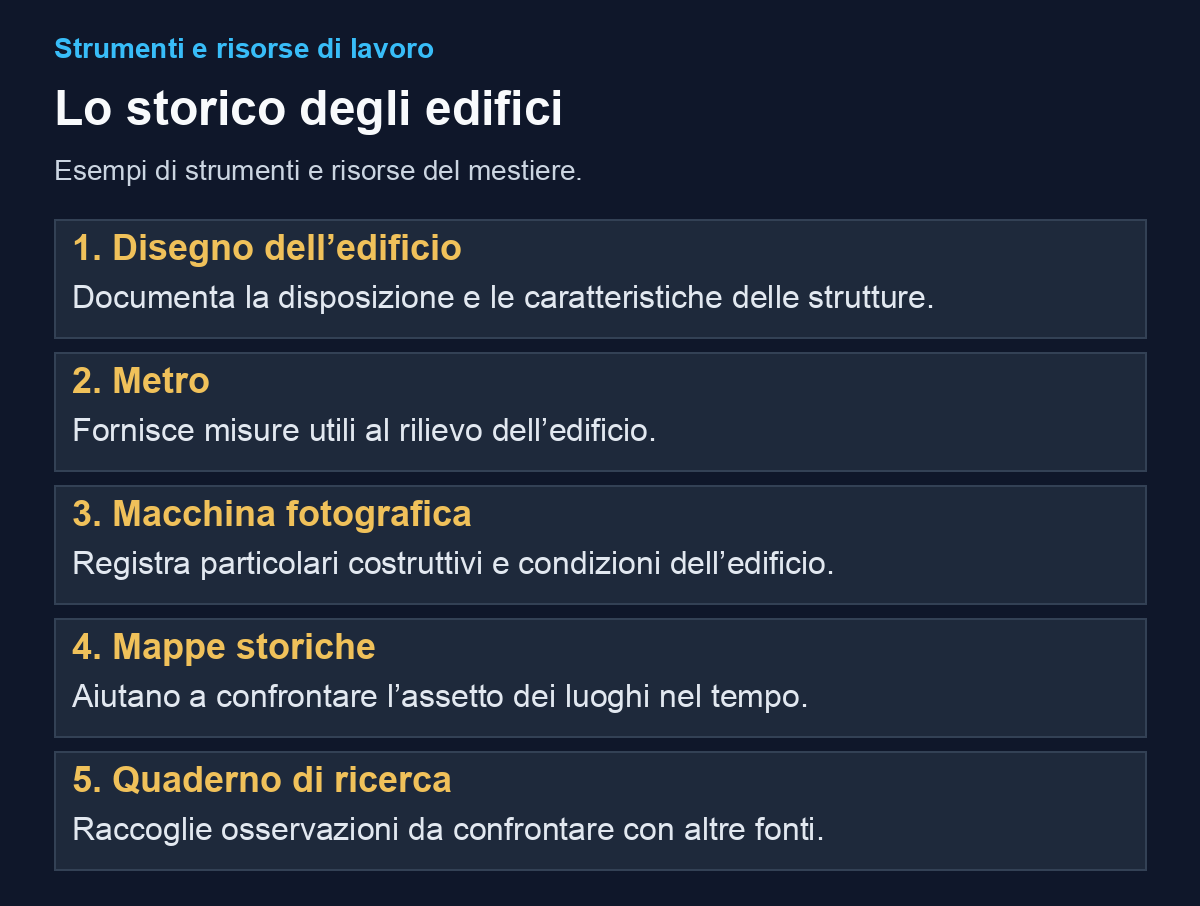 Strumenti e risorse di lavoro
Lo storico degli edifici
Esempi di strumenti e risorse del mestiere.
1. Disegno dell’edificio
Documenta la disposizione e le caratteristiche delle strutture.
2. Metro
Fornisce misure utili al rilievo dell’edificio.
3. Macchina fotografica
Registra particolari costruttivi e condizioni dell’edificio.
4. Mappe storiche
Aiutano a confrontare l’assetto dei luoghi nel tempo.
5. Quaderno di ricerca
Raccoglie osservazioni da confrontare con altre fonti.